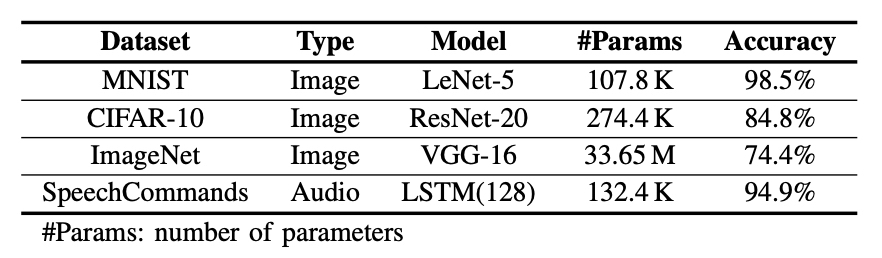 Dataset Type Model #Params Accuracy
MNIST Image LeNet-5 107.8 K 98.5%
CIFAR-10 Image ResNet-20 274.4 K 84.8%
ImageNet Image VGG-16 33.65 M 74.4%
SpeechCommands Audio LSTM(128) 132.4 K 94.9%
#Params: number of parameters